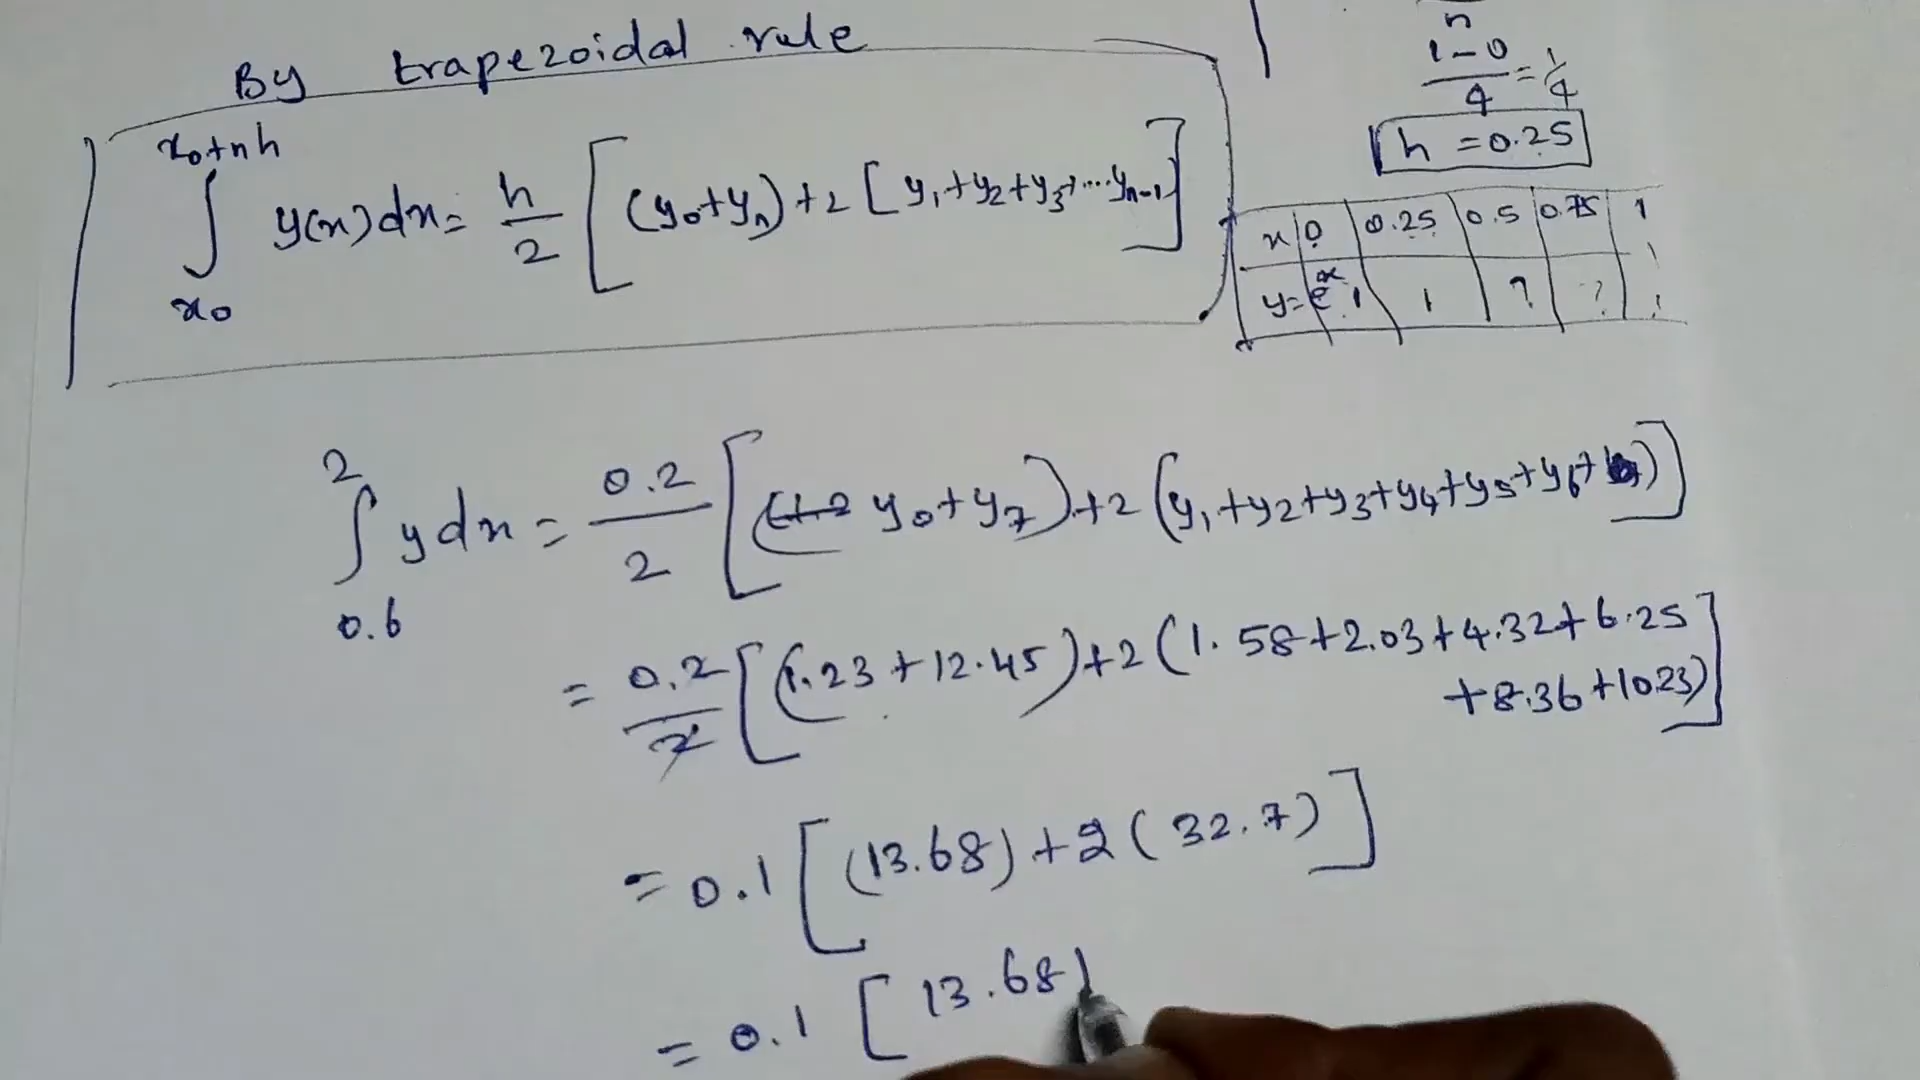 By trapezoidal rule
∫_{x₀}^{x₀+nh} y(x)dx = h/2 [(y₀+yₙ)+2[y₁+y₂+y₃+...yₙ₋₁]
n
1-0/4 = 1/4
h = 0.25
x | 0 | 0.25 | 0.5 | 0.75 | 1
y=eˣ | 1 | 1 | ? | ? |
∫_{0.6}^{2} ydx = 0.2/2 [(y₀+y₇)+2(y₁+y₂+y₃+y₄+y₅+y₆+)]
= 0.2/2 [(1.23+12.45)+2(1.58+2.03+4.32+6.25
+8.36+10.23)]
= 0.1 [(13.68)+2(32.7)]
= 0.1 [13.68